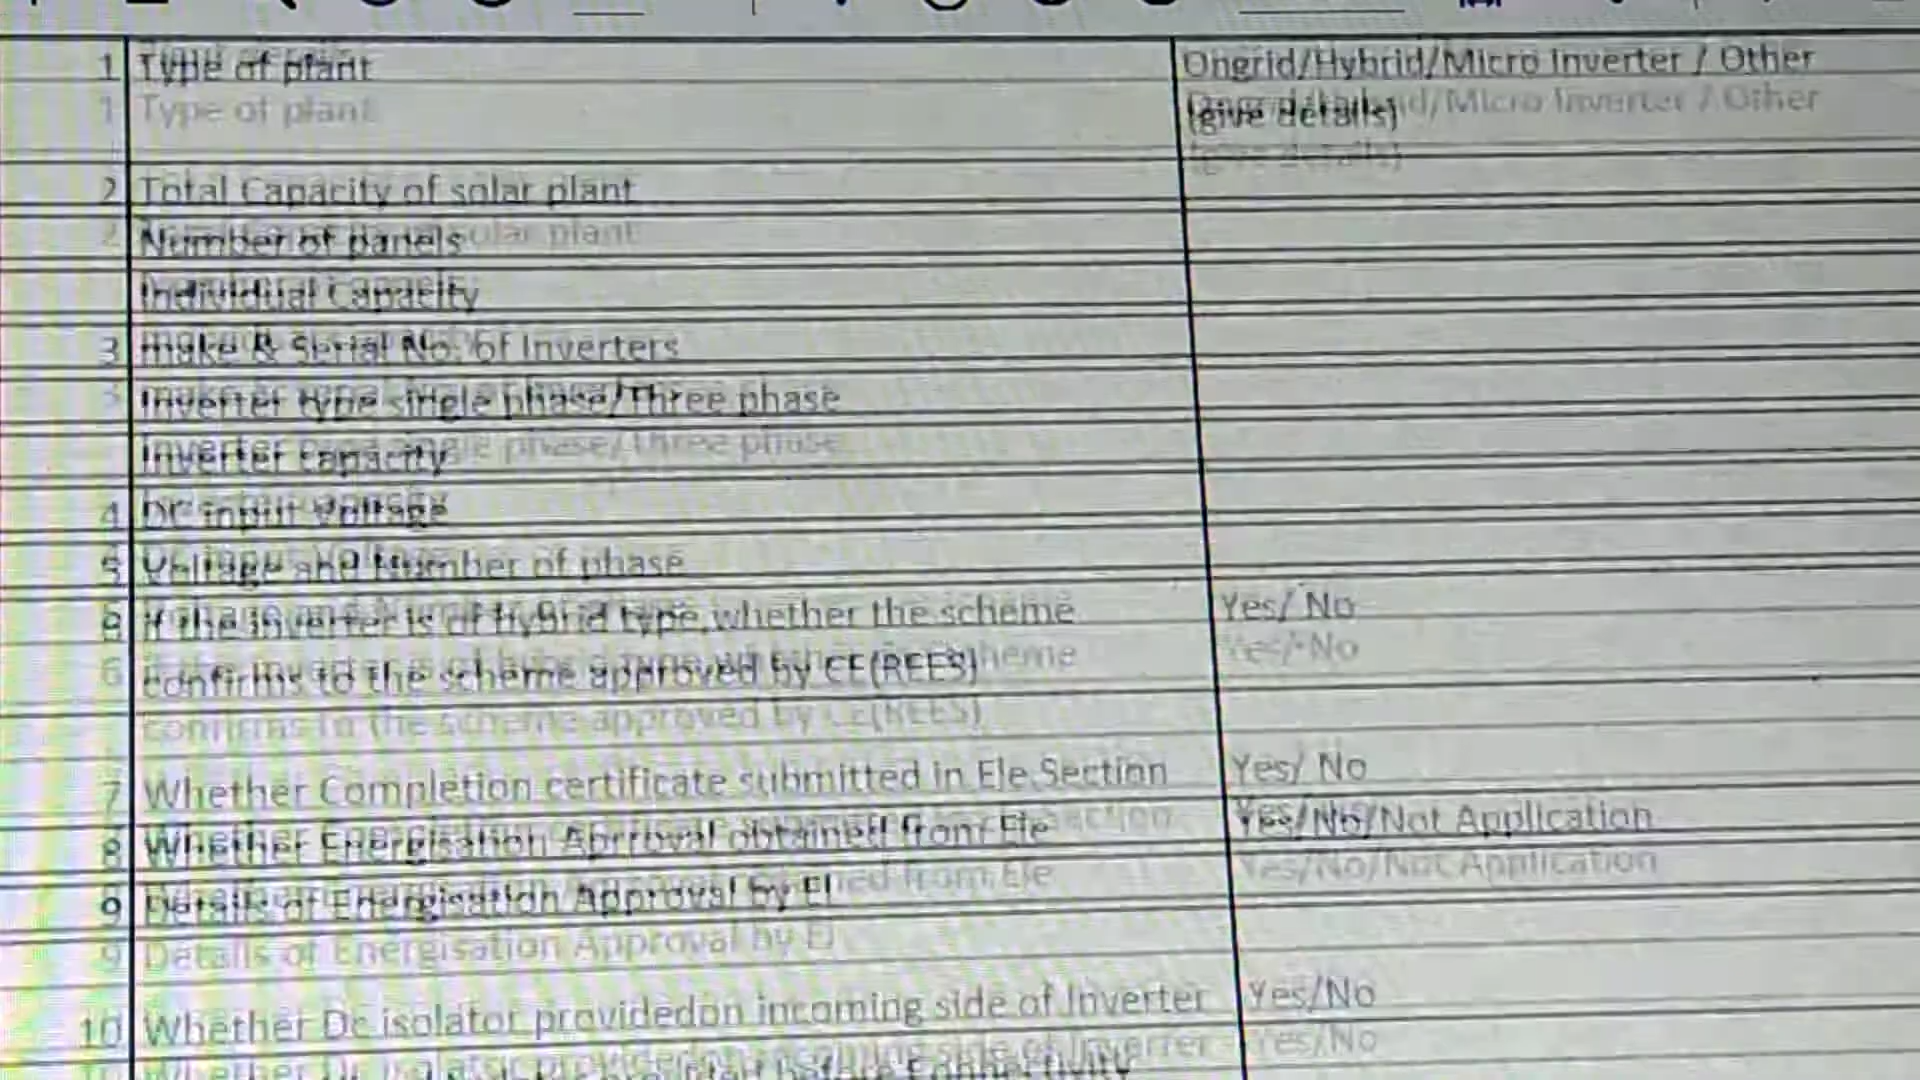 1 Type of plant Ongrid/Hybrid/Micro Inverter / Other
(give details)
2 Total Capacity of solar plant
Number of panels
Individual Capacity
3 make & Serial No. of Inverters
Inverter type single phase/Three phase
Inverter capacity
4 DC input Voltage
5 Voltage and Number of phase
6 If the inverter is of hybrid type,whether the scheme Yes/ No
confirms to the scheme approved by CE(REES)
7 Whether Completion certificate submitted in Ele.Section Yes/ No
8 Whether Energisation Abrroval obtained from Ele Yes/No/Not Application
9 Details of Energisation Approval by EI
10 Whether Dc isolator providedon incoming side of Inverter Yes/No
before Connectivity